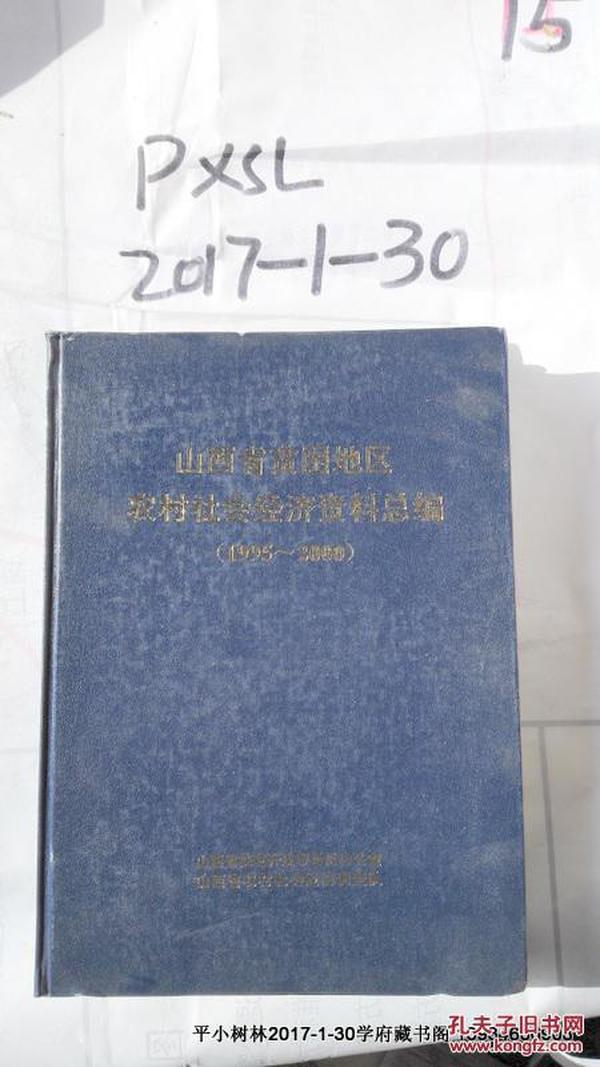 15
PXSL
2017-1-30
山西省贫困地区
农村社会经济资料总编
(1995～2000)
平小树林2017-1-30学府藏书阁
孔夫子旧书网
www.kongfz.com